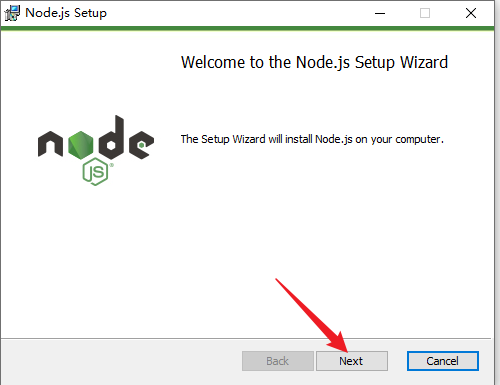 Node.js Setup
Welcome to the Node.js Setup Wizard
The Setup Wizard will install Node.js on your computer.
node
JS
®
Back
Next
Cancel